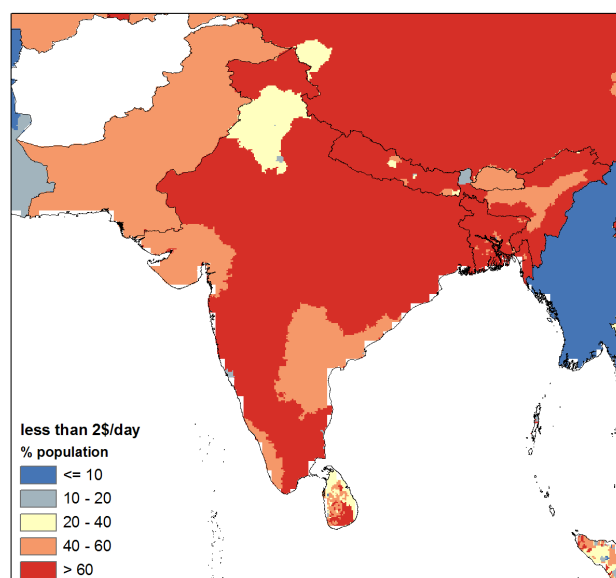 less than 2$/day
% population
<= 10
10 - 20
20 - 40
40 - 60
> 60